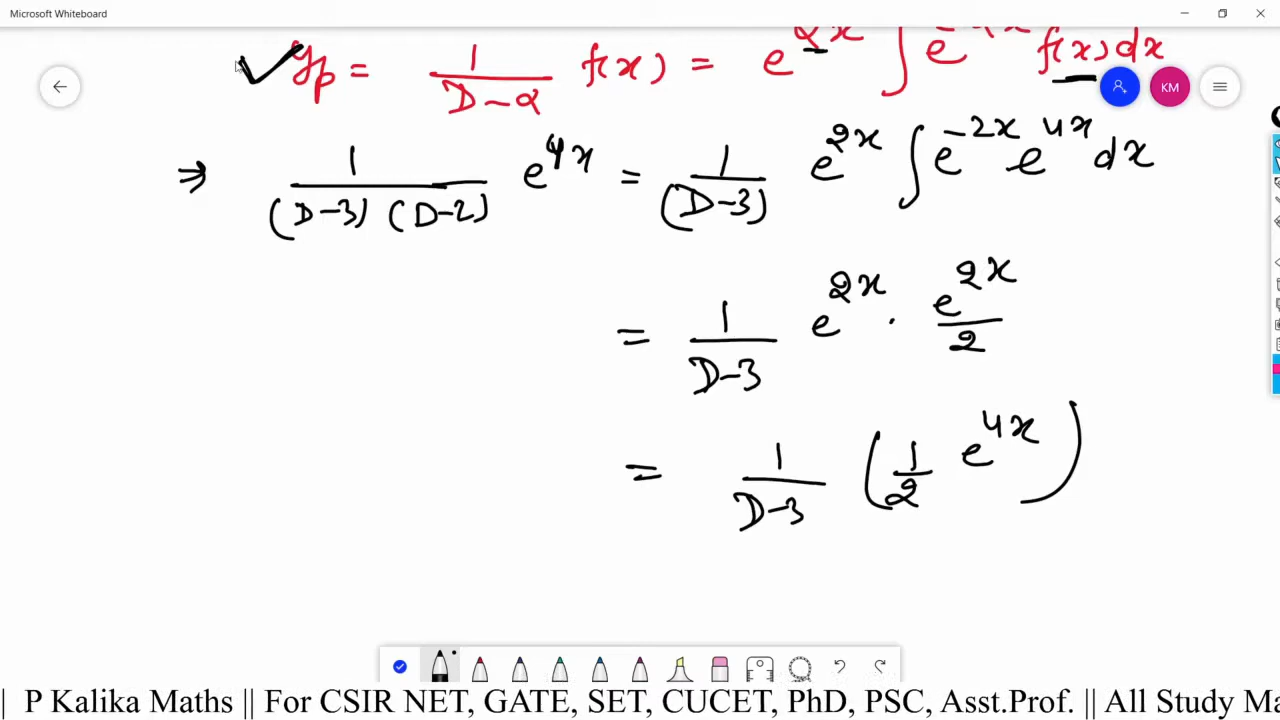 Microsoft Whiteboard
yp = 1/(D-α) f(x) = e^αx ∫ e^-αx f(x) dx
KM
⇒ 1/((D-3) (D-2)) e^4x = 1/(D-3) e^2x ∫ e^-2x e^4x dx
= 1/(D-3) e^2x · e^2x/2
= 1/(D-3) (1/2 e^4x)
| P Kalika Maths || For CSIR NET, GATE, SET, CUCET, PhD, PSC, Asst.Prof. || All Study Ma